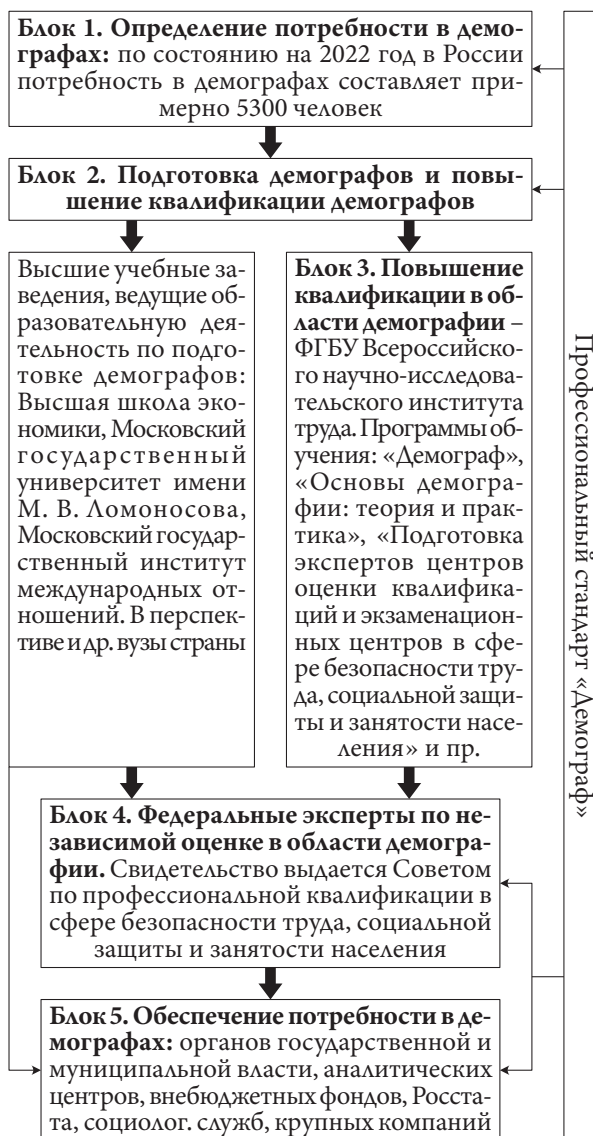 Блок 1. Определение потребности в демо-
графах: по состоянию на 2022 год в России
потребность в демографах составляет при-
мерно 5300 человек
Блок 2. Подготовка демографов и повы-
шение квалификации демографов
Высшие учебные за-
ведения, ведущие об-
разовательную дея-
тельность по подго-
товке демографов:
Высшая школа эко-
номики, Московский
государственный
университет имени
М. В. Ломоносова,
Московский государ-
ственный институт
международных от-
ношений. В перспек-
тиве и др. вузы страны
Блок 3. Повышение
квалификации в об-
ласти демографии –
ФГБУ Всероссийско-
го научно-исследова-
тельского института
труда. Программы об-
учения: «Демограф»,
«Основы демогра-
фии: теория и прак-
тика», «Подготовка
экспертов центров
оценки квалифика-
ций и экзаменацион-
ных центров в сфе-
ре безопасности тру-
да, социальной защи-
ты и занятости насе-
ления» и пр.
Блок 4. Федеральные эксперты по не-
зависимой оценке в области демогра-
фии. Свидетельство выдается Советом
по профессиональной квалификации в
сфере безопасности труда, социальной
защиты и занятости населения
Блок 5. Обеспечение потребности в де-
мографах: органов государственной и
муниципальной власти, аналитических
центров, внебюджетных фондов, Росста-
та, социолог. служб, крупных компаний
Профессиональный стандарт «Демограф»